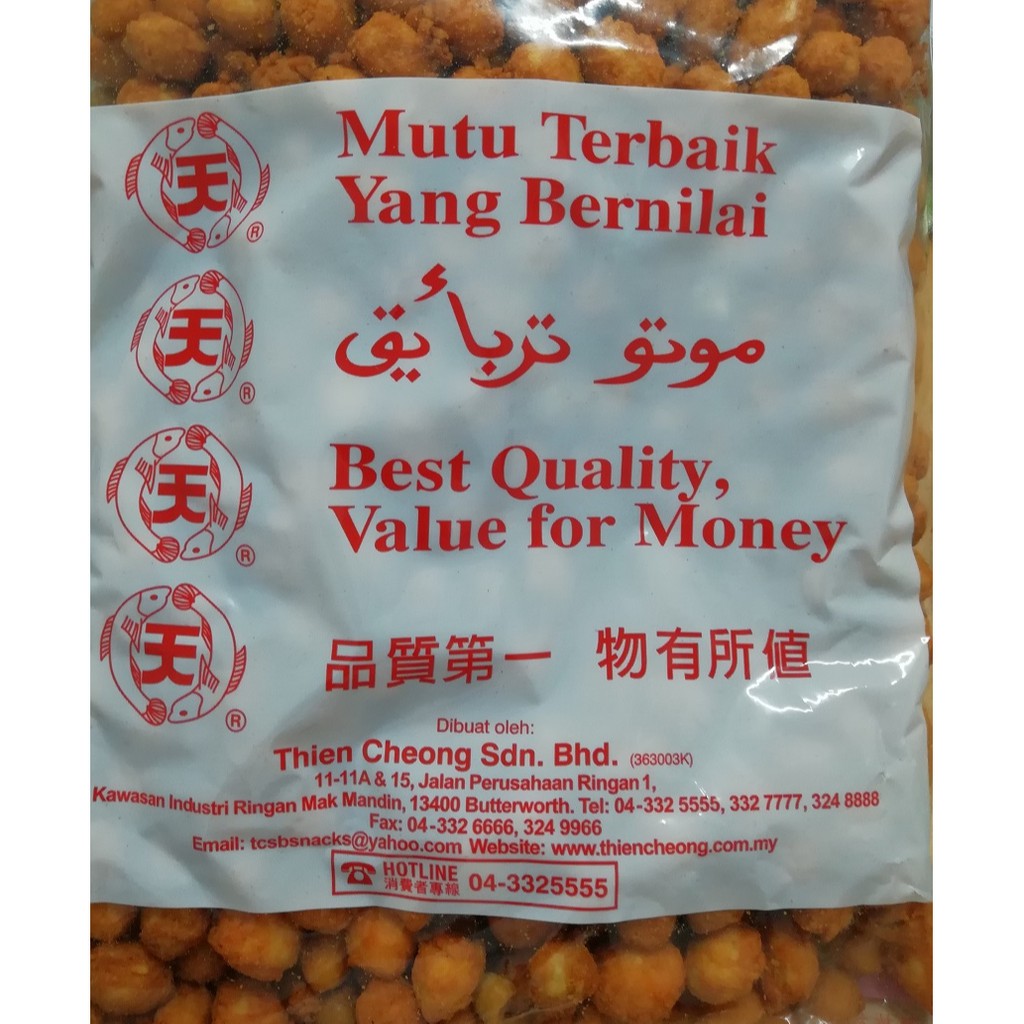 Mutu Terbaik
Yang Bernilai
موتو تربأيق
Best Quality,
Value for Money
品質第一 物有所值
Dibuat oleh:
Thien Cheong Sdn. Bhd. (363003K)
11-11A & 15, Jalan Perusahaan Ringan 1,
Kawasan Industri Ringan Mak Mandin, 13400 Butterworth. Tel: 04-332 5555, 332 7777, 324 8888
Fax: 04-332 6666, 324 9966
Email: tcsbsnacks@yahoo.com Website: www.thiencheong.com.my
HOTLINE
消費者專線 04-3325555
天 ®
天 ®
天 ®
天 ®